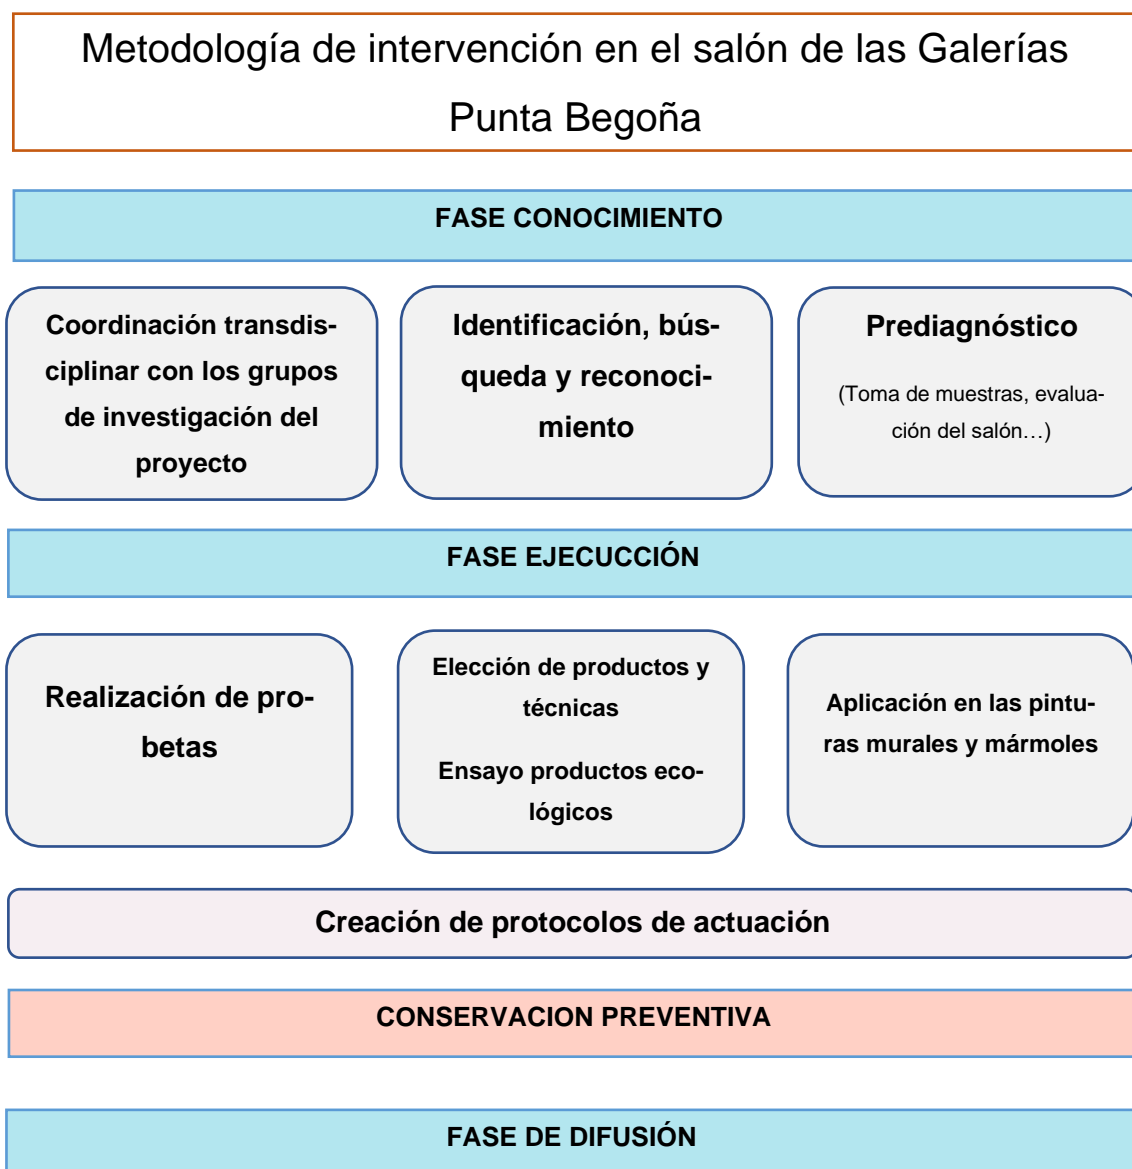 Metodología de intervención en el salón de las Galerías
Punta Begoña
FASE CONOCIMIENTO
Coordinación transdis-
ciplinar con los grupos
de investigación del
proyecto
Identificación, bús-
queda y reconoci-
miento
Prediagnóstico
(Toma de muestras, evalua-
ción del salón…)
FASE EJECUCCIÓN
Realización de pro-
betas
Elección de productos y
técnicas
Ensayo productos eco-
lógicos
Aplicación en las pintu-
ras murales y mármoles
Creación de protocolos de actuación
CONSERVACION PREVENTIVA
FASE DE DIFUSIÓN